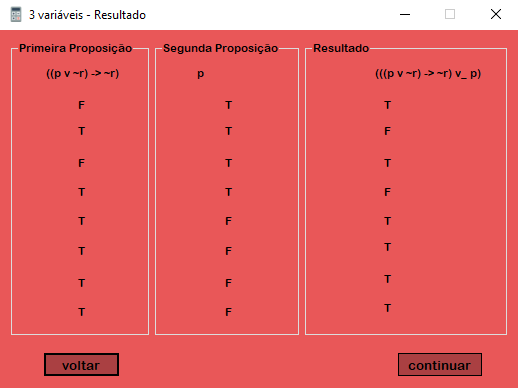 3 variáveis - Resultado
Primeira Proposição Segunda Proposição Resultado
((p v ~r) -> ~r) p (((p v ~r) -> ~r) v_ p)
F T T
T T F
F T T
T T F
T F T
T F T
T F T
T F T
voltar continuar